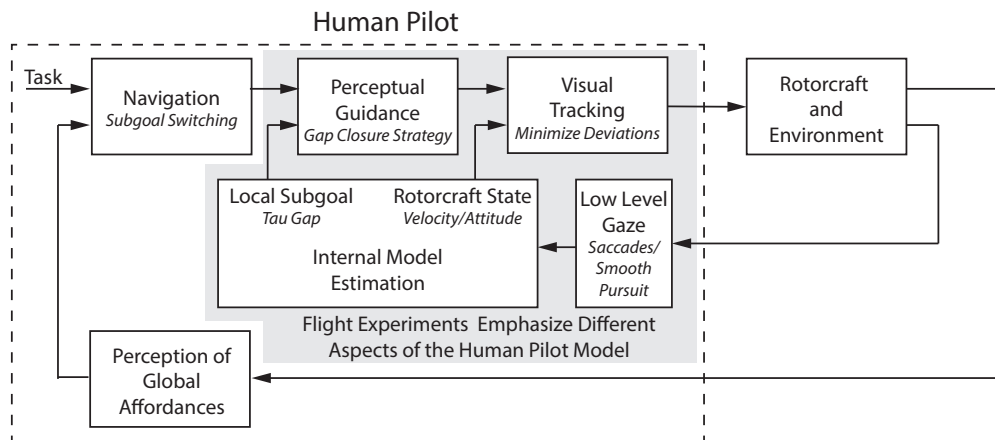 Human Pilot
Task
Navigation
Subgoal Switching
Perceptual
Guidance
Gap Closure Strategy
Visual
Tracking
Minimize Deviations
Rotorcraft
and
Environment
Local Subgoal
Tau Gap
Rotorcraft State
Velocity/Attitude
Internal Model
Estimation
Low Level
Gaze
Saccades/
Smooth
Pursuit
Flight Experiments Emphasize Different
Aspects of the Human Pilot Model
Perception of
Global
Affordances